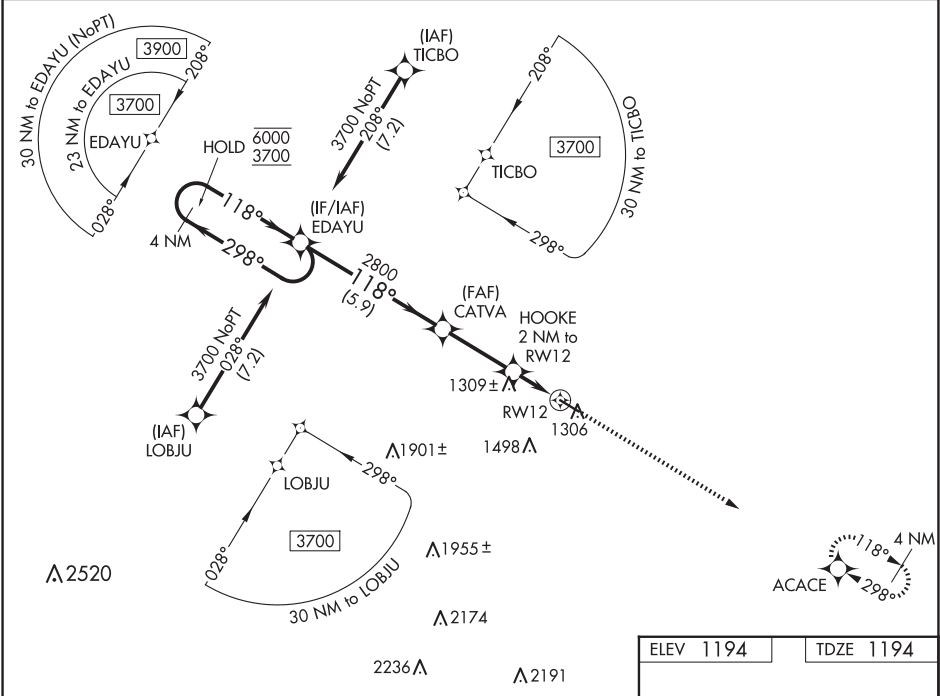 30 NM to EDAYU (NoPT)
3900
208°
23 NM to EDAYU
3700
EDAYU
028°
HOLD
6000
3700
118°
298°
4 NM
(IAF)
TICBO
3700 NoPT
208°
(7.2)
(IF/IAF)
EDAYU
208°
TICBO
3700
30 NM to TICBO
298°
2800
118°
(5.9)
(FAF)
CATVA
HOOKE
2 NM to
RW12
1309±
RW12
1306
3700 NoPT
028°
(7.2)
(IAF)
LOBJU
1901±
1498
LOBJU
298°
3700
028°
30 NM to LOBJU
1955±
2520
2174
2236
2191
118°
4 NM
298°
ACACE
ELEV 1194
TDZE 1194